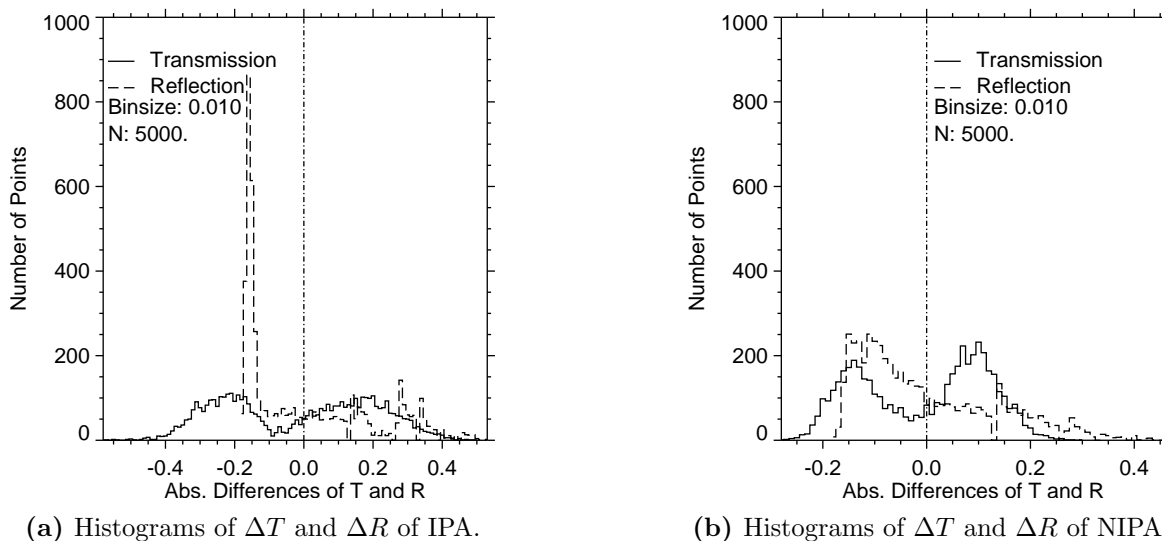 1000
800
600
400
200
0
Number of Points
Transmission
Reflection
Binsize: 0.010
N: 5000.
-0.4 -0.2 0.0 0.2 0.4
Abs. Differences of T and R
(a) Histograms of ΔT and ΔR of IPA.
1000
800
600
400
200
0
Number of Points
Transmission
Reflection
Binsize: 0.010
N: 5000.
-0.2 0.0 0.2 0.4
Abs. Differences of T and R
(b) Histograms of ΔT and ΔR of NIPA